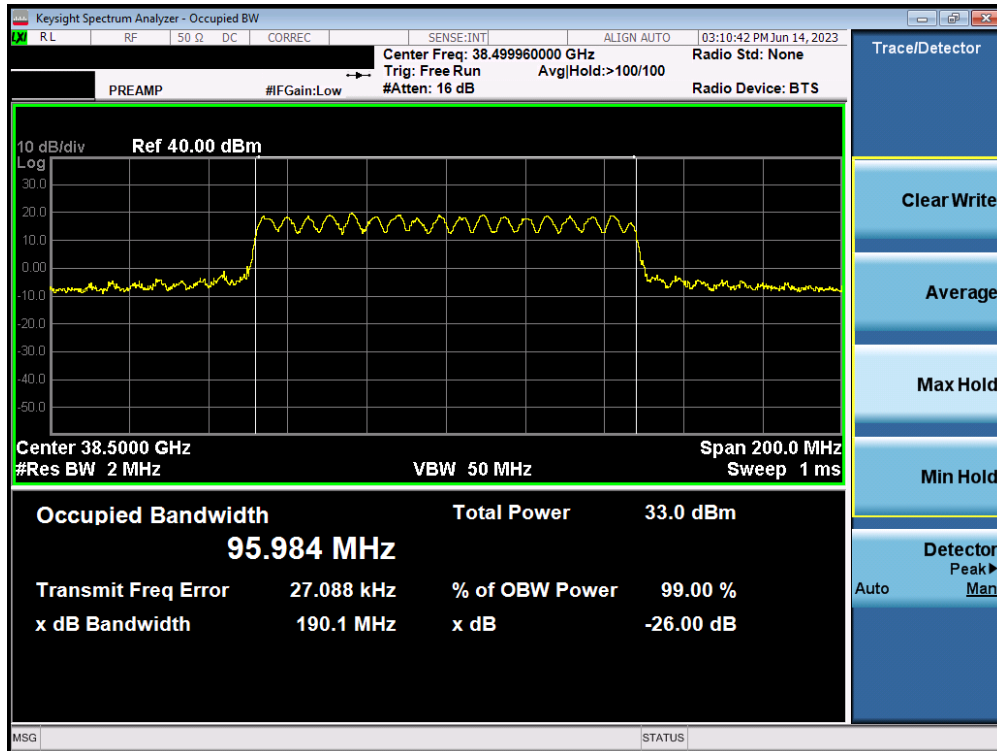 Keysight Spectrum Analyzer - Occupied BW
LXI RL RF 50 Ω DC CORREC SENSE:INT ALIGN AUTO 03:10:42 PM Jun 14, 2023
Center Freq: 38.499960000 GHz Radio Std: None
Trig: Free Run Avg|Hold:>100/100
PREAMP #IFGain:Low #Atten: 16 dB Radio Device: BTS
10 dB/div Ref 40.00 dBm
Log
30.0
20.0
10.0
0.00
-10.0
-20.0
-30.0
-40.0
-50.0
Center 38.5000 GHz Span 200.0 MHz
#Res BW 2 MHz VBW 50 MHz Sweep 1 ms
Occupied Bandwidth Total Power 33.0 dBm
95.984 MHz
Transmit Freq Error 27.088 kHz % of OBW Power 99.00 %
x dB Bandwidth 190.1 MHz x dB -26.00 dB
MSG STATUS
Trace/Detector
Clear Write
Average
Max Hold
Min Hold
Detector
Peak▶
Auto Man